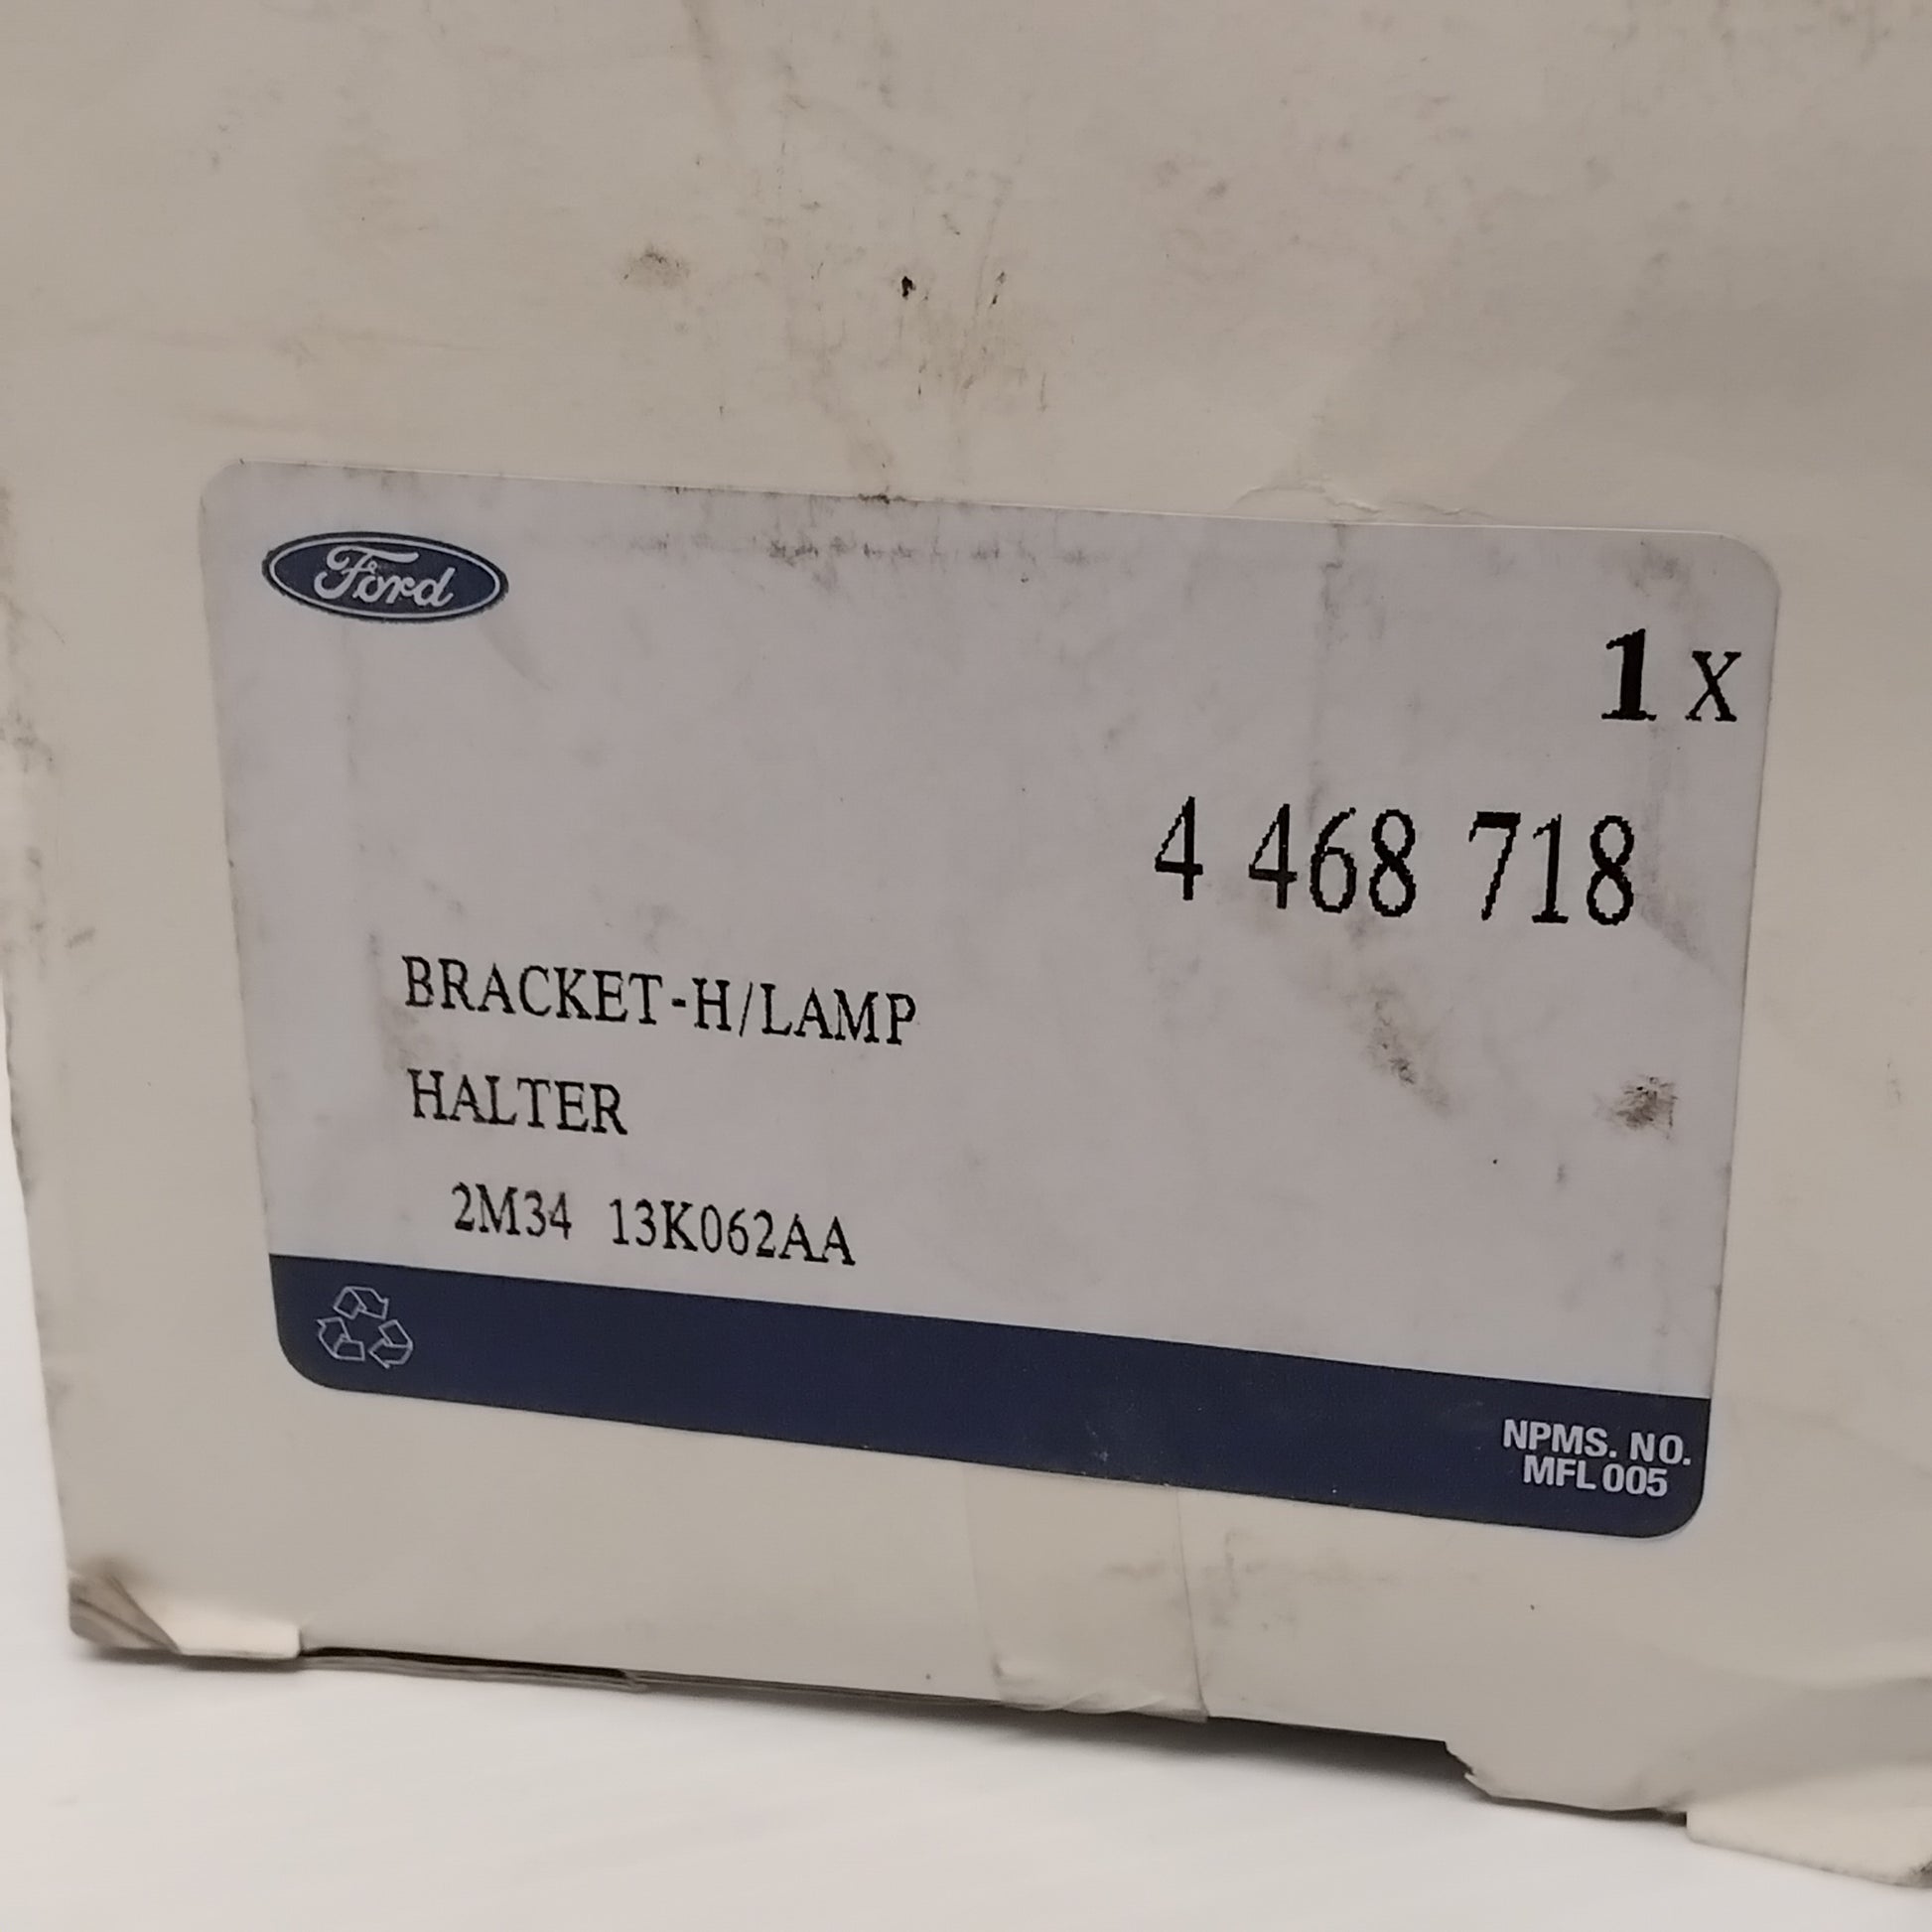 Ford
1 X
4 468 718
BRACKET-H/LAMP
HALTER
2M34 13K062AA
NPMS. NO.
MFL 005